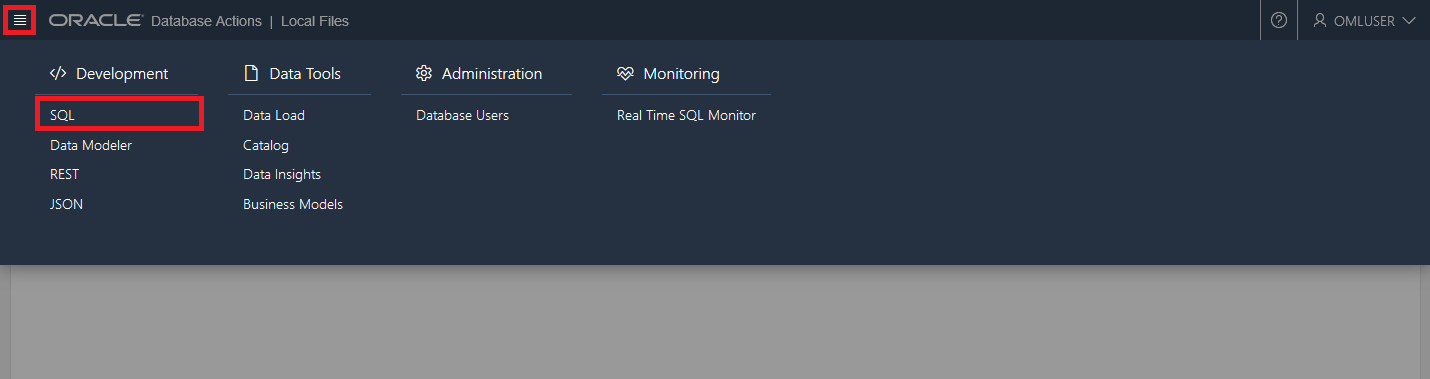 ORACLE Database Actions | Local Files OMLUSER
Development Data Tools Administration Monitoring
SQL Data Load Database Users Real Time SQL Monitor
Data Modeler Catalog
REST Data Insights
JSON Business Models